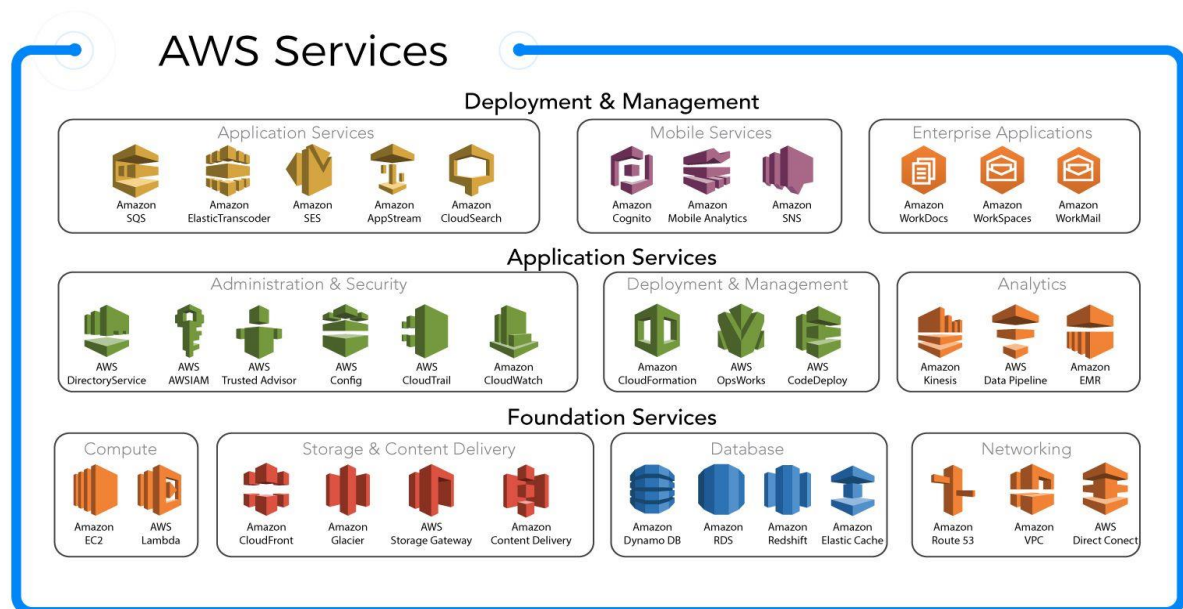 AWS Services
Deployment & Management
Application Services
Amazon
SQS
Amazon
ElasticTranscoder
Amazon
SES
Amazon
AppStream
Amazon
CloudSearch
Mobile Services
Amazon
Cognito
Amazon
Mobile Analytics
Amazon
SNS
Enterprise Applications
Amazon
WorkDocs
Amazon
WorkSpaces
Amazon
WorkMail
Application Services
Administration & Security
AWS
DirectoryService
AWS
AWSIAM
AWS
Trusted Advisor
AWS
Config
AWS
CloudTrail
Amazon
CloudWatch
Deployment & Management
Amazon
CloudFormation
AWS
OpsWorks
AWS
CodeDeploy
Analytics
Amazon
Kinesis
AWS
Data Pipeline
Amazon
EMR
Foundation Services
Compute
Amazon
EC2
AWS
Lambda
Storage & Content Delivery
Amazon
CloudFront
Amazon
Glacier
AWS
Storage Gateway
Amazon
Content Delivery
Database
Amazon
Dynamo DB
Amazon
RDS
Amazon
Redshift
Amazon
Elastic Cache
Networking
Amazon
Route 53
Amazon
VPC
AWS
Direct Conect